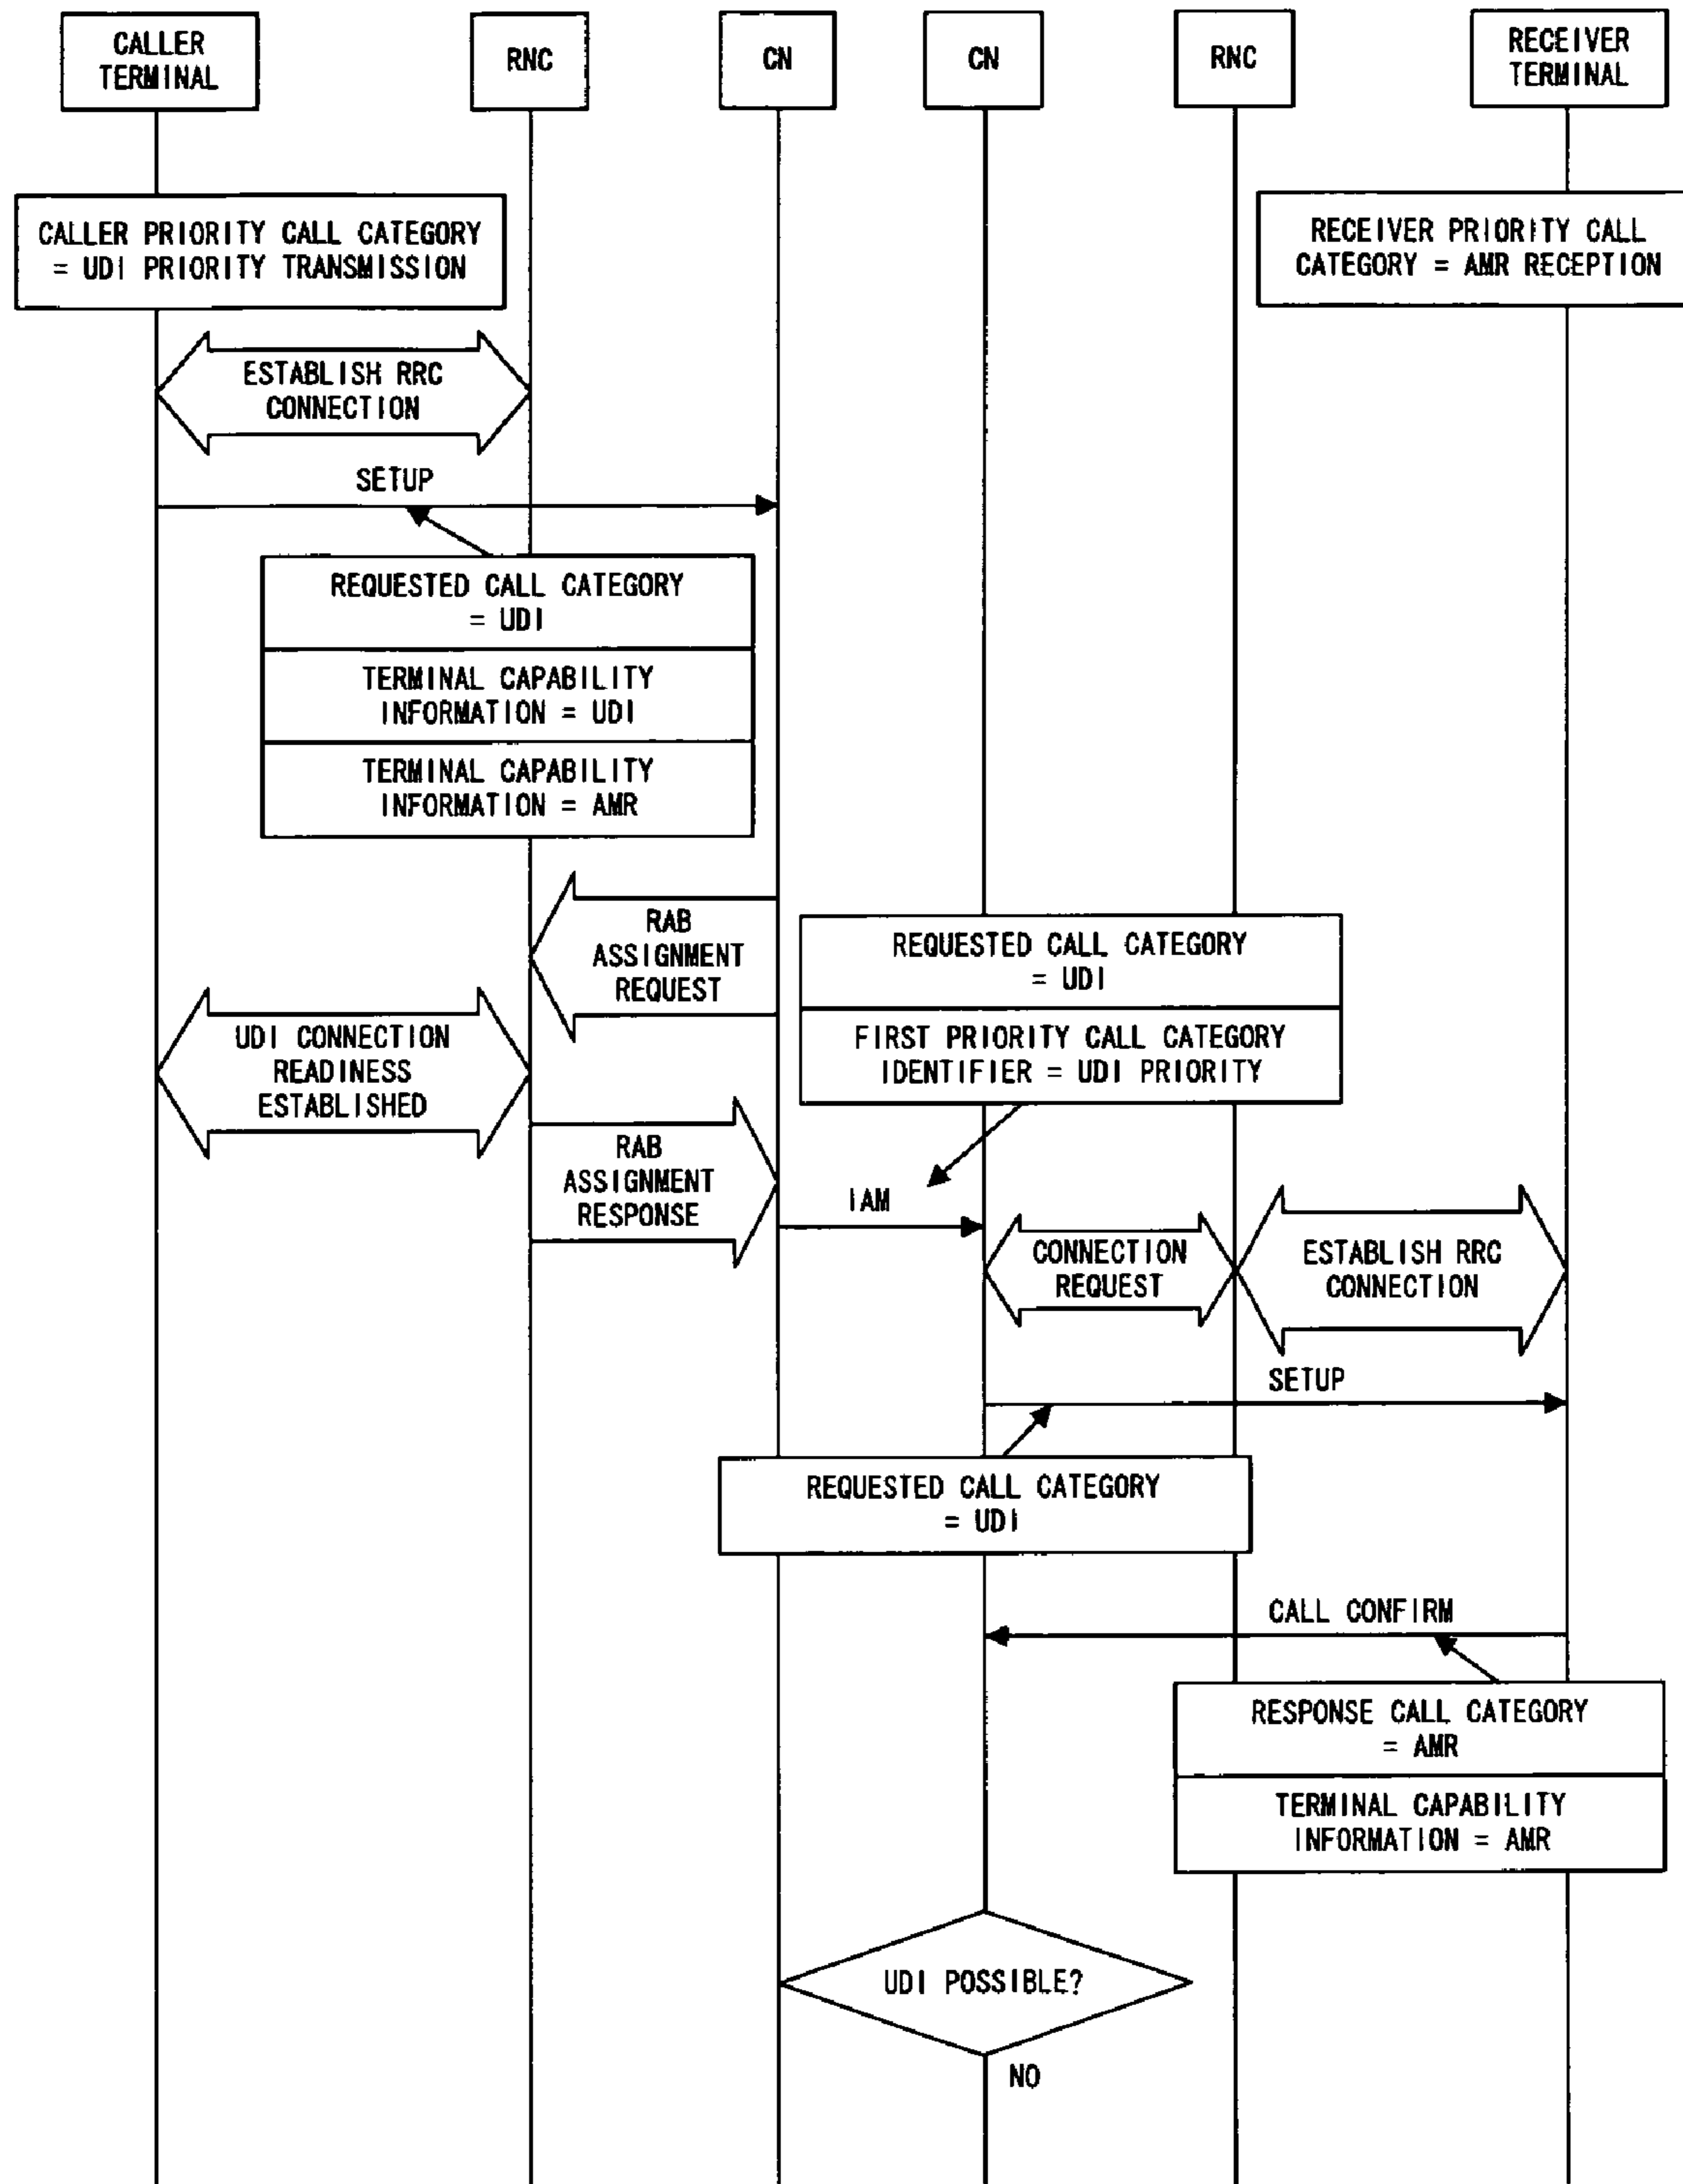 CALLER
TERMINAL
RNC
CN
CN
RNC
RECEIVER
TERMINAL
CALLER PRIORITY CALL CATEGORY
= UDI PRIORITY TRANSMISSION
RECEIVER PRIORITY CALL
CATEGORY = AMR RECEPTION
ESTABLISH RRC
CONNECTION
SETUP
REQUESTED CALL CATEGORY
= UDI
TERMINAL CAPABILITY
INFORMATION = UDI
TERMINAL CAPABILITY
INFORMATION = AMR
RAB
ASSIGNMENT
REQUEST
REQUESTED CALL CATEGORY
= UDI
FIRST PRIORITY CALL CATEGORY
IDENTIFIER = UDI PRIORITY
UDI CONNECTION
READINESS
ESTABLISHED
RAB
ASSIGNMENT
RESPONSE
IAM
CONNECTION
REQUEST
ESTABLISH RRC
CONNECTION
SETUP
REQUESTED CALL CATEGORY
= UDI
CALL CONFIRM
RESPONSE CALL CATEGORY
= AMR
TERMINAL CAPABILITY
INFORMATION = AMR
UDI POSSIBLE?
NO